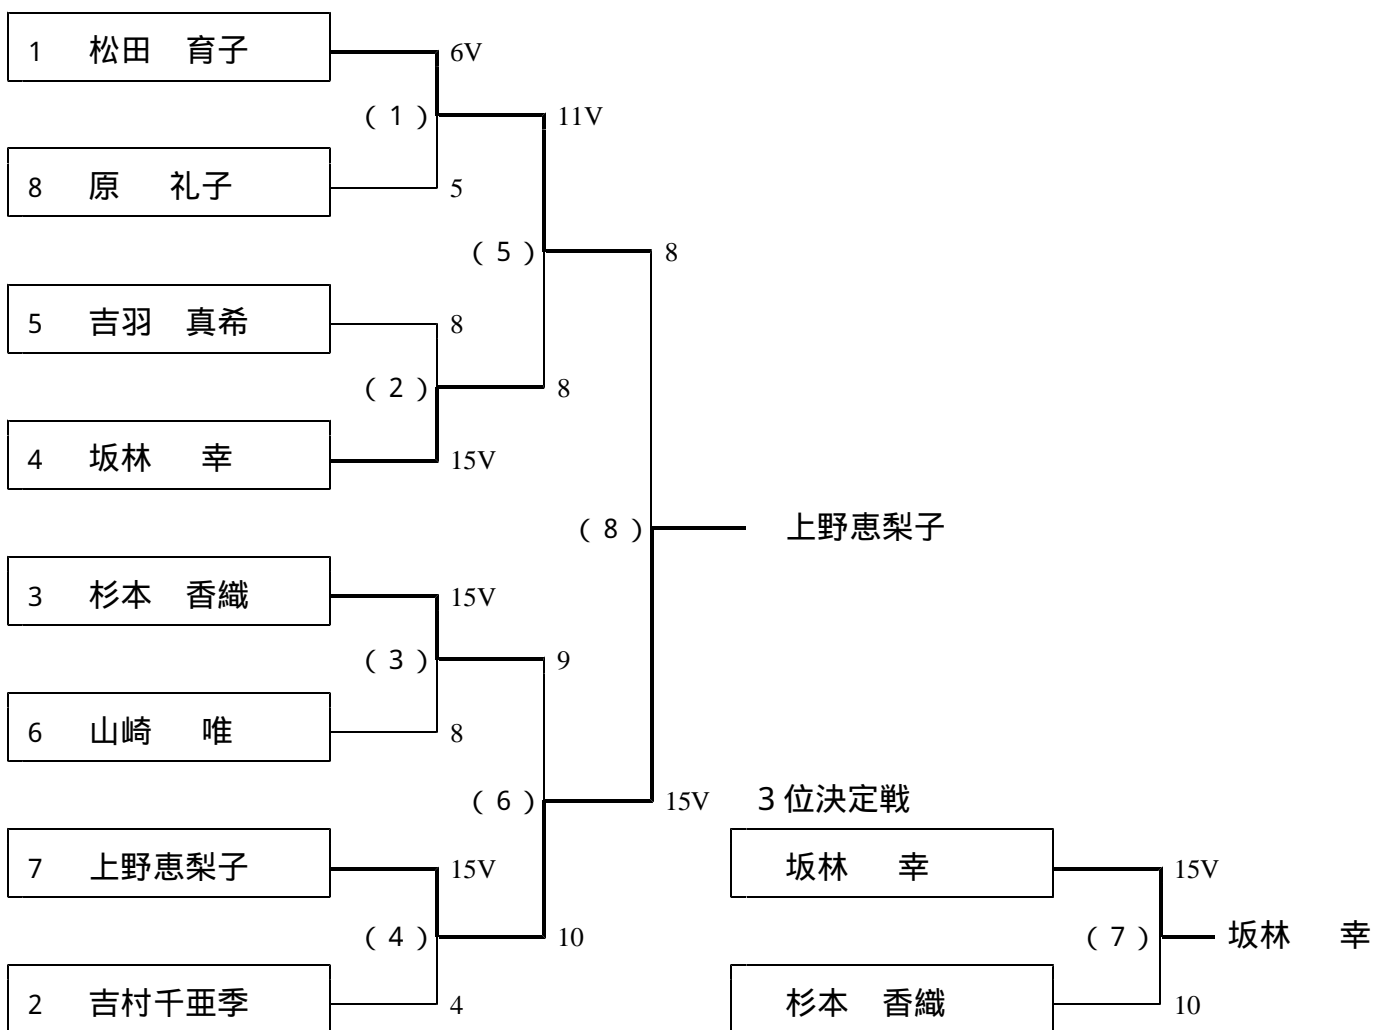 1 松田 育子 6V
(1) 11V
8 原 礼子 5
(5) 8
5 吉羽 真希 8
(2) 8
4 坂林 幸 15V
(8) 上野恵梨子
3 杉本 香織 15V
(3) 9
6 山崎 唯 8
(6) 15V 3位決定戦
7 上野恵梨子 15V 坂林 幸 15V
(4) 10 (7) 坂林 幸
2 吉村千亜季 4 杉本 香織 10